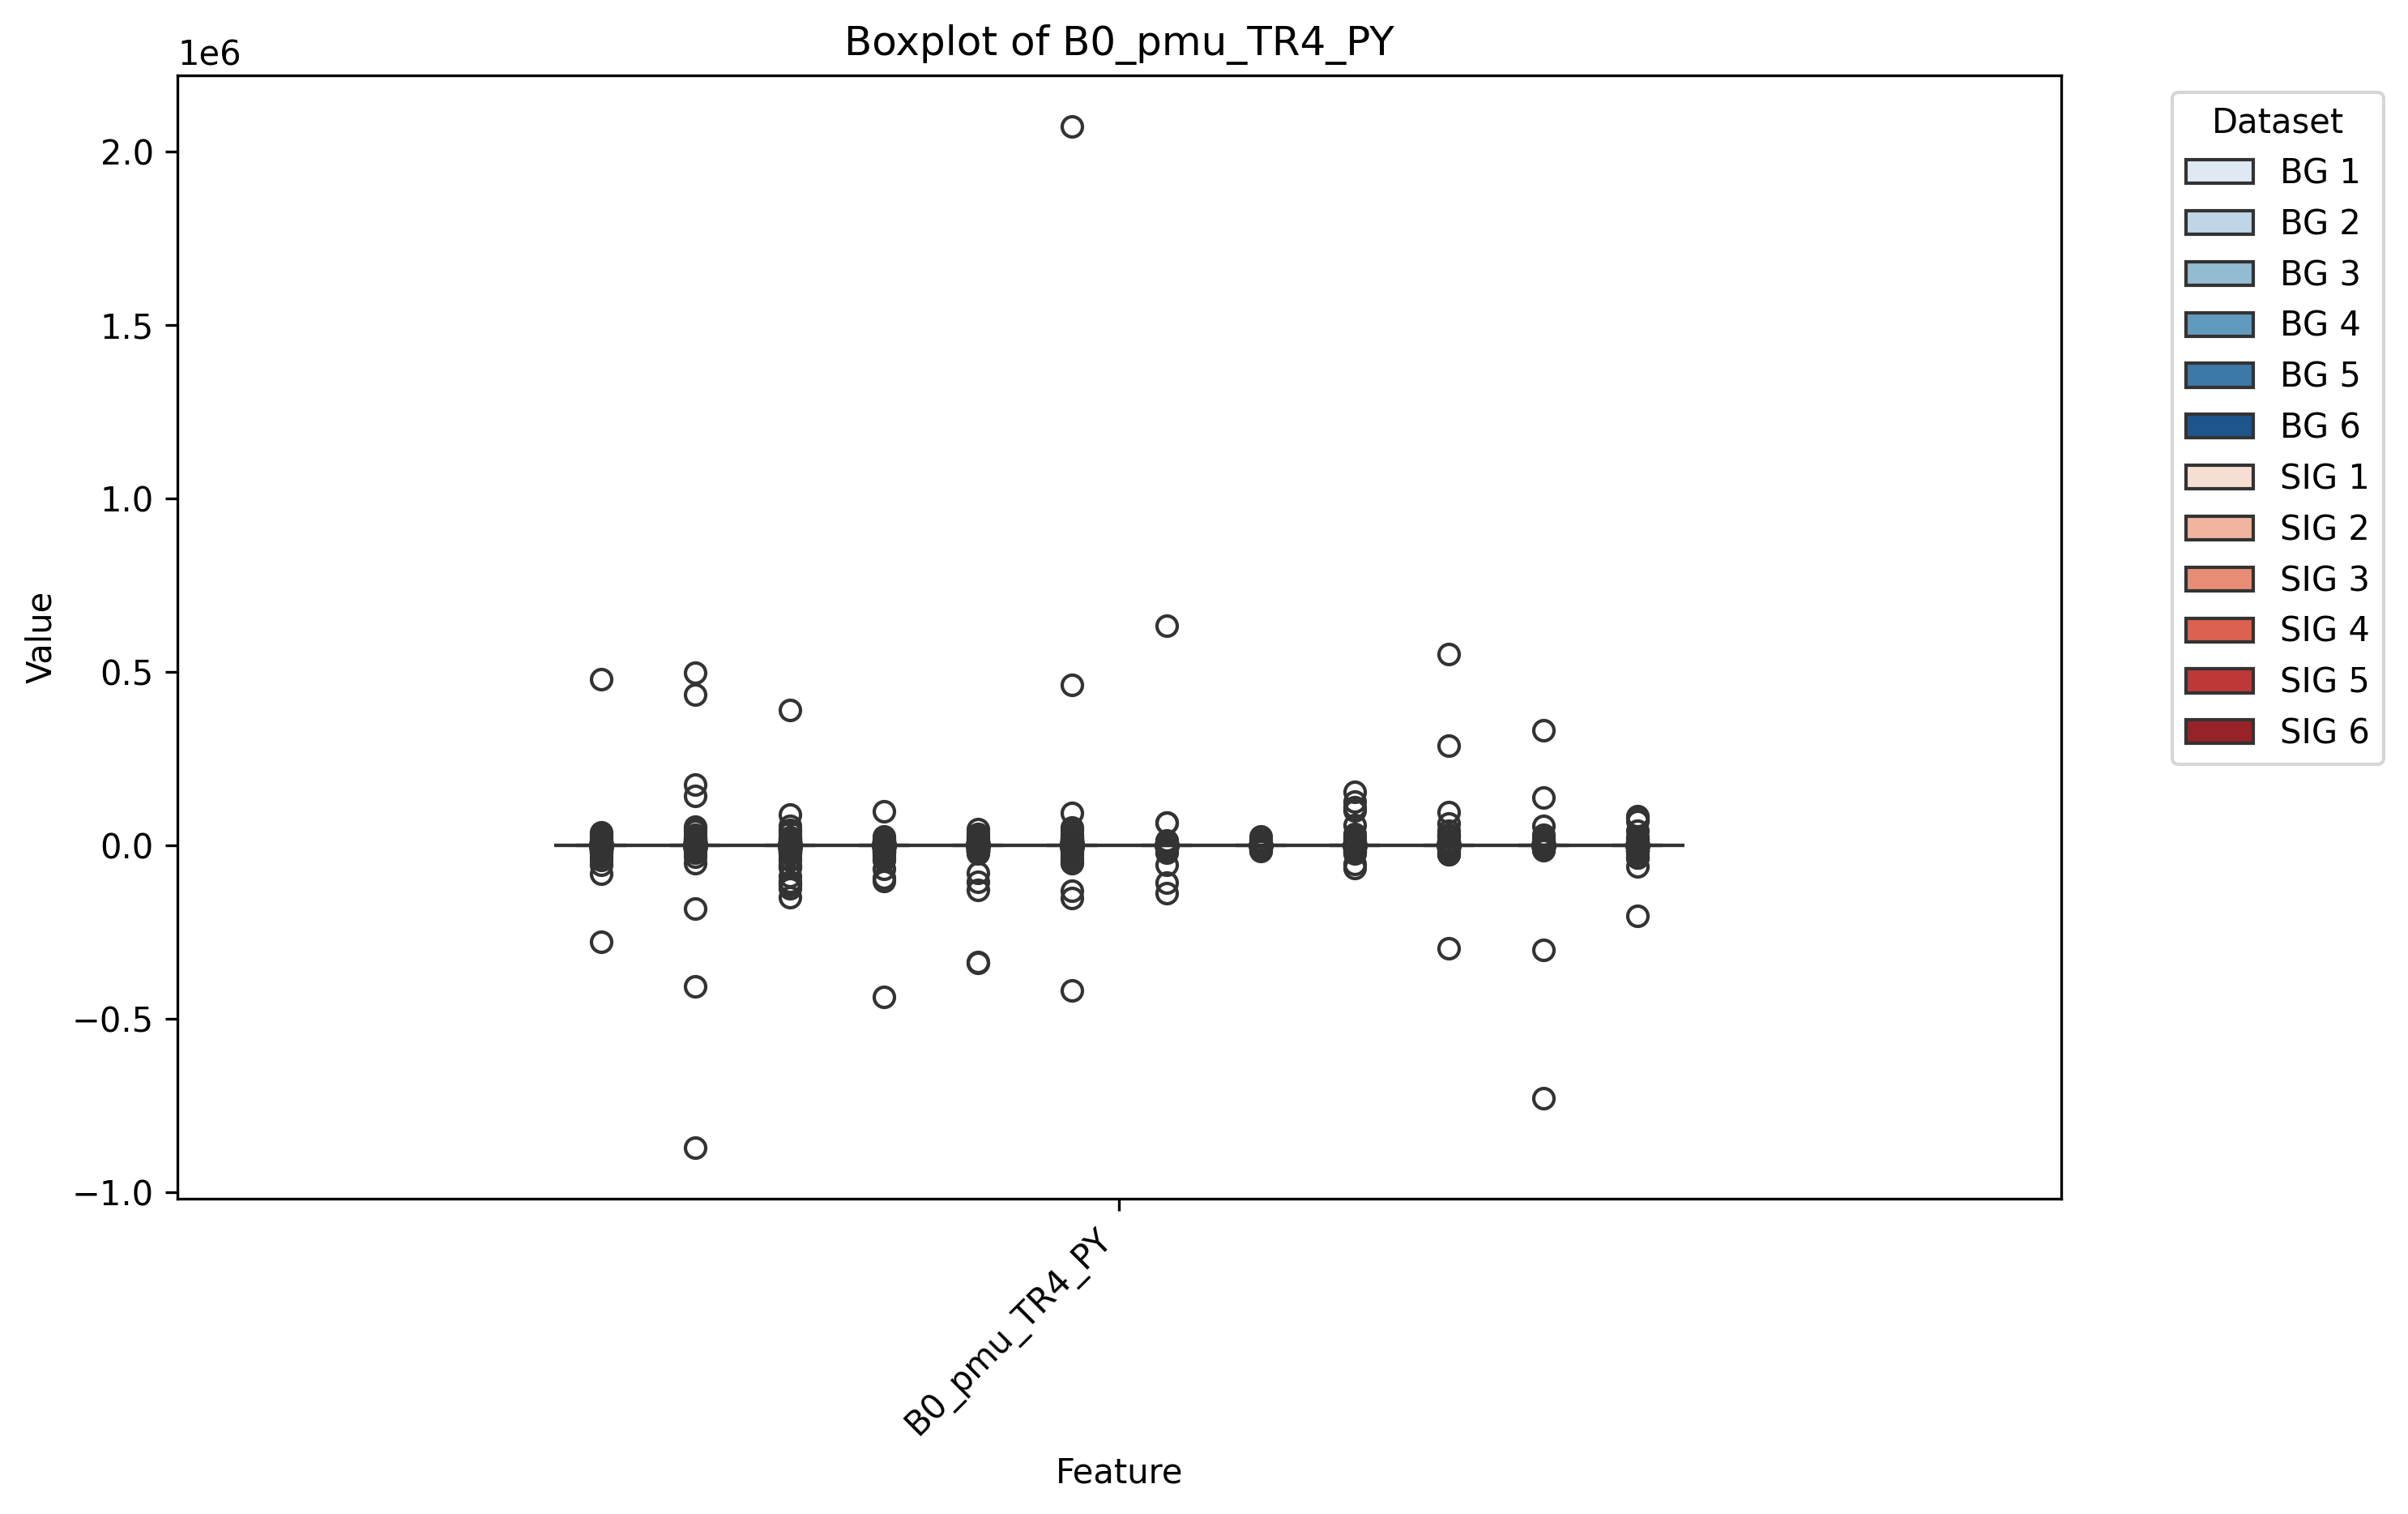 Boxplot of B0_pmu_TR4_PY
1e6
2.0
1.5
1.0
0.5
0.0
−0.5
−1.0
Value
B0_pmu_TR4_PY
Feature
Dataset
BG 1
BG 2
BG 3
BG 4
BG 5
BG 6
SIG 1
SIG 2
SIG 3
SIG 4
SIG 5
SIG 6